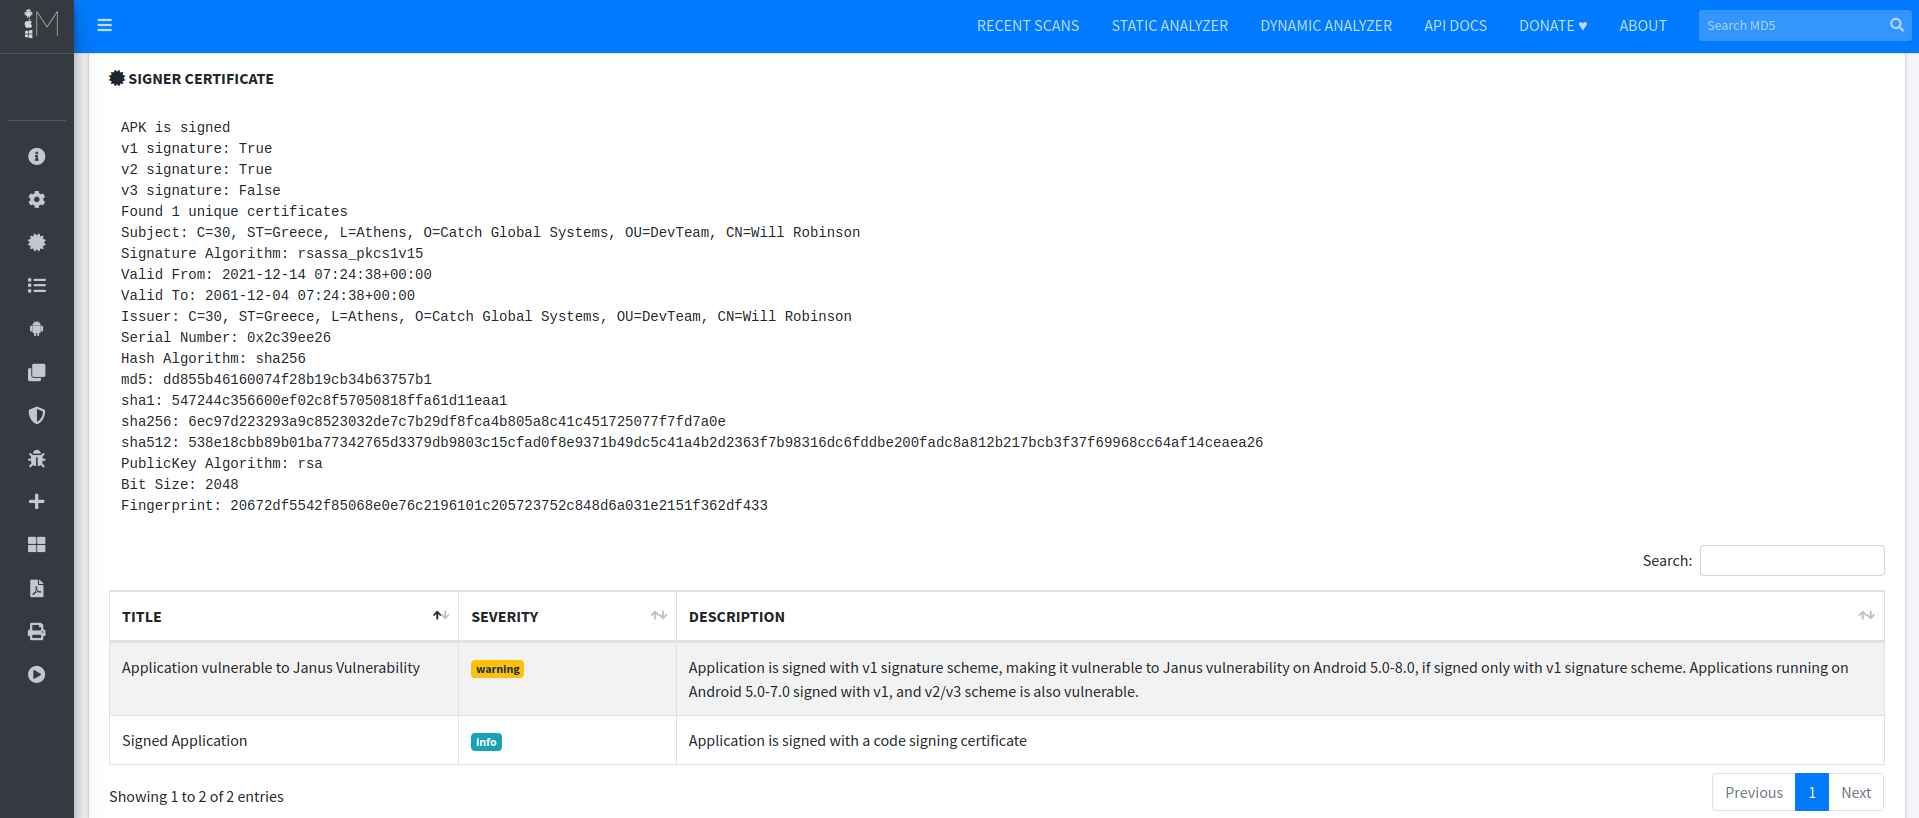 M
RECENT SCANS STATIC ANALYZER DYNAMIC ANALYZER API DOCS DONATE ♥ ABOUT Search MD5
SIGNER CERTIFICATE
APK is signed
v1 signature: True
v2 signature: True
v3 signature: False
Found 1 unique certificates
Subject: C=30, ST=Greece, L=Athens, O=Catch Global Systems, OU=DevTeam, CN=Will Robinson
Signature Algorithm: rsassa_pkcs1v15
Valid From: 2021-12-14 07:24:38+00:00
Valid To: 2061-12-04 07:24:38+00:00
Issuer: C=30, ST=Greece, L=Athens, O=Catch Global Systems, OU=DevTeam, CN=Will Robinson
Serial Number: 0x2c39ee26
Hash Algorithm: sha256
md5: dd855b46160074f28b19cb34b63757b1
sha1: 547244c356600ef02c8f57050818ffa61d11eaa1
sha256: 6ec97d223293a9c8523032de7c7b29df8fca4b805a8c41c451725077f7fd7a0e
sha512: 538e18cbb89b01ba77342765d3379db9803c15cfad0f8e9371b49dc5c41a4b2d2363f7b98316dc6fddbe200fadc8a812b217bcb3f37f69968cc64af14ceaea26
PublicKey Algorithm: rsa
Bit Size: 2048
Fingerprint: 20672df5542f85068e0e76c2196101c205723752c848d6a031e2151f362df433
Search:
TITLE SEVERITY DESCRIPTION
Application vulnerable to Janus Vulnerability warning Application is signed with v1 signature scheme, making it vulnerable to Janus vulnerability on Android 5.0-8.0, if signed only with v1 signature scheme. Applications running on
Android 5.0-7.0 signed with v1, and v2/v3 scheme is also vulnerable.
Signed Application info Application is signed with a code signing certificate
Showing 1 to 2 of 2 entries Previous 1 Next